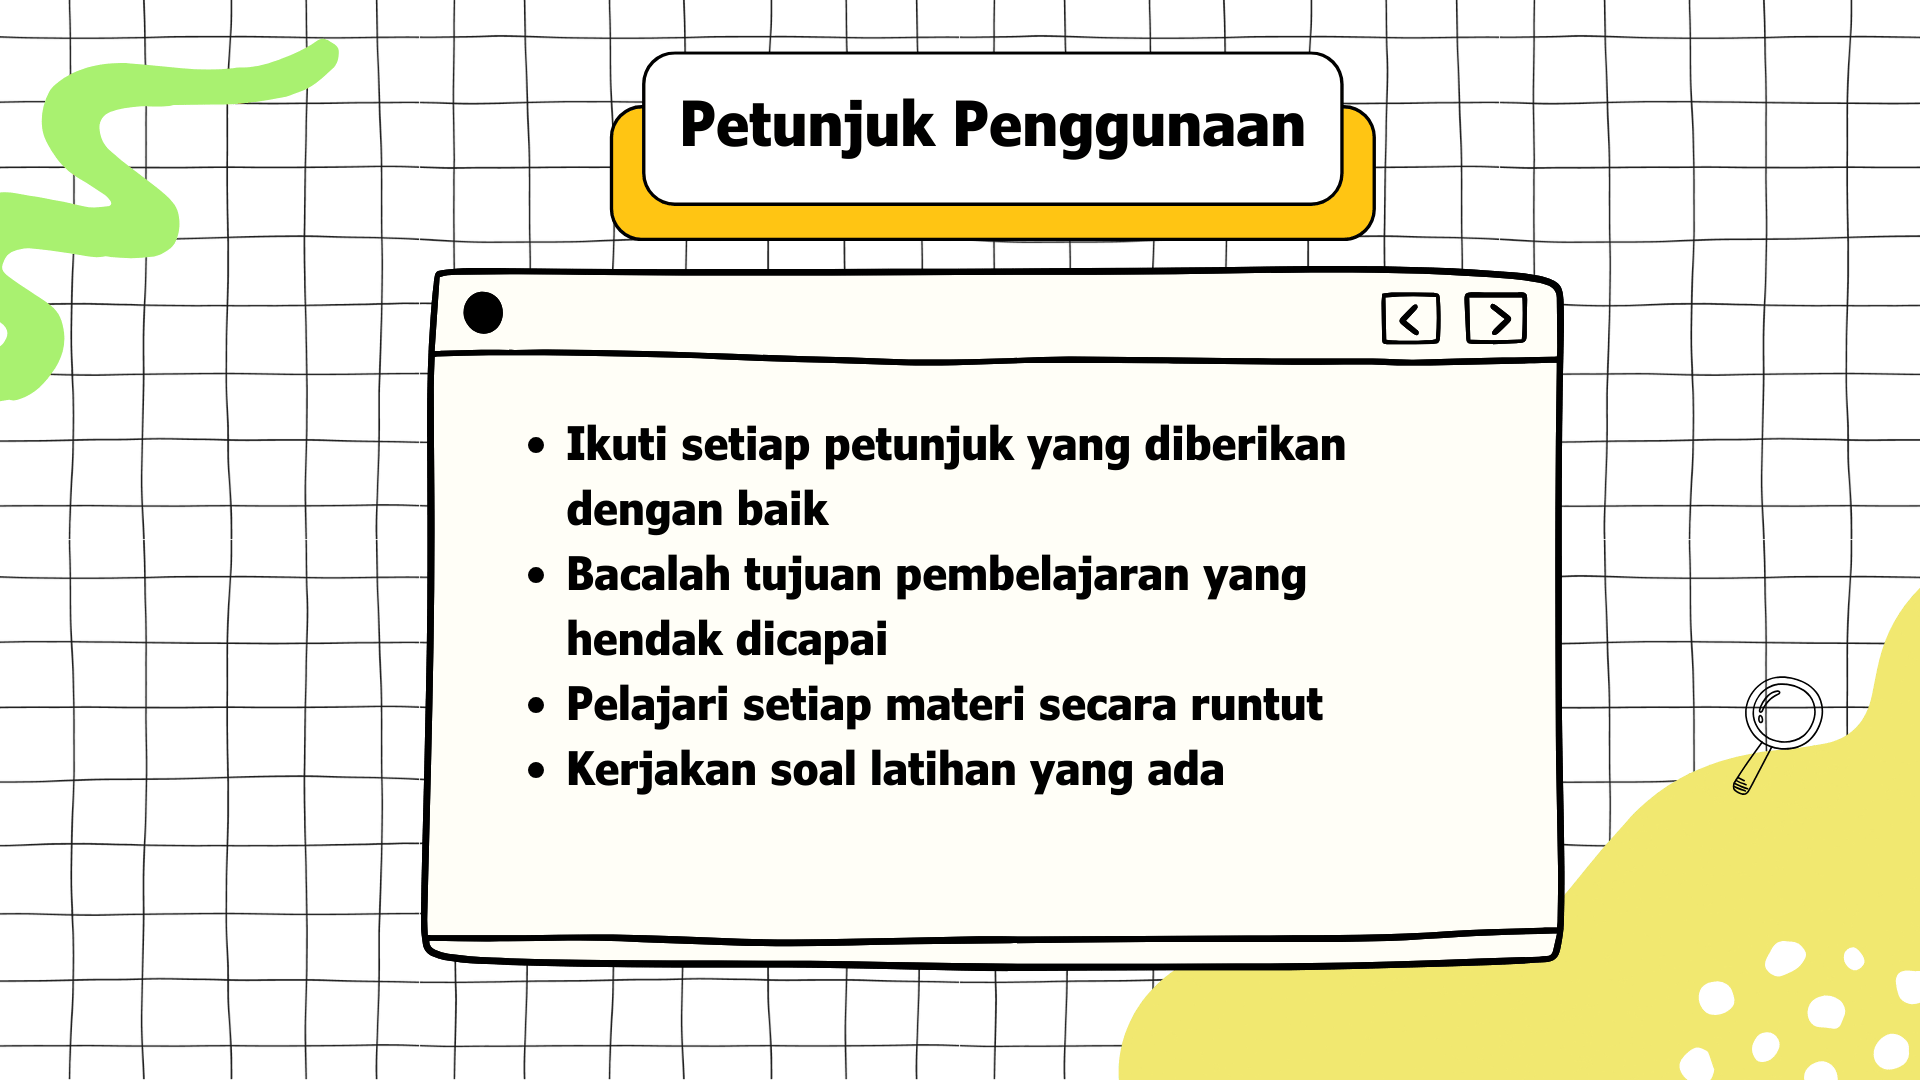 Petunjuk Penggunaan
• Ikuti setiap petunjuk yang diberikan
dengan baik
• Bacalah tujuan pembelajaran yang
hendak dicapai
• Pelajari setiap materi secara runtut
• Kerjakan soal latihan yang ada